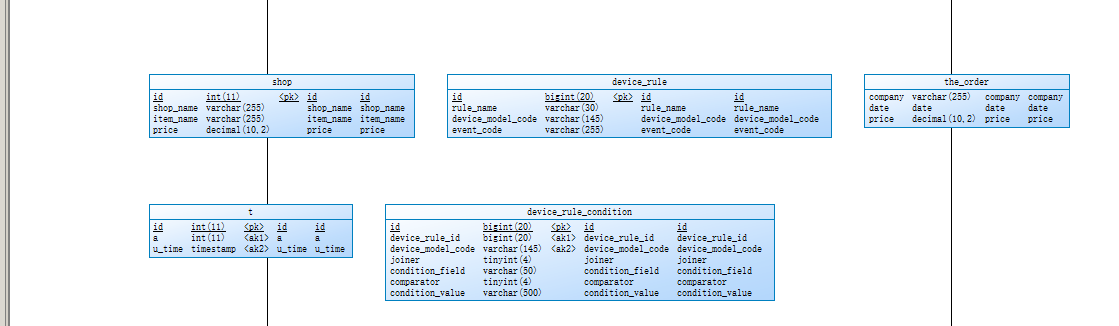 shop
id int(11) <pk> id id
shop_name varchar(255) shop_name shop_name
item_name varchar(255) item_name item_name
price decimal(10,2) price price
device_rule
id bigint(20) <pk> id id
rule_name varchar(30) rule_name rule_name
device_model_code varchar(145) device_model_code device_model_code
event_code varchar(255) event_code event_code
the_order
company varchar(255) company company
date date date date
price decimal(10,2) price price
t
id int(11) <pk> id id
a int(11) <ak1> a a
u_time timestamp <ak2> u_time u_time
device_rule_condition
id bigint(20) <pk> id id
device_rule_id bigint(20) <ak1> device_rule_id device_rule_id
device_model_code varchar(145) <ak2> device_model_code device_model_code
joiner tinyint(4) joiner joiner
condition_field varchar(50) condition_field condition_field
comparator tinyint(4) comparator comparator
condition_value varchar(500) condition_value condition_value